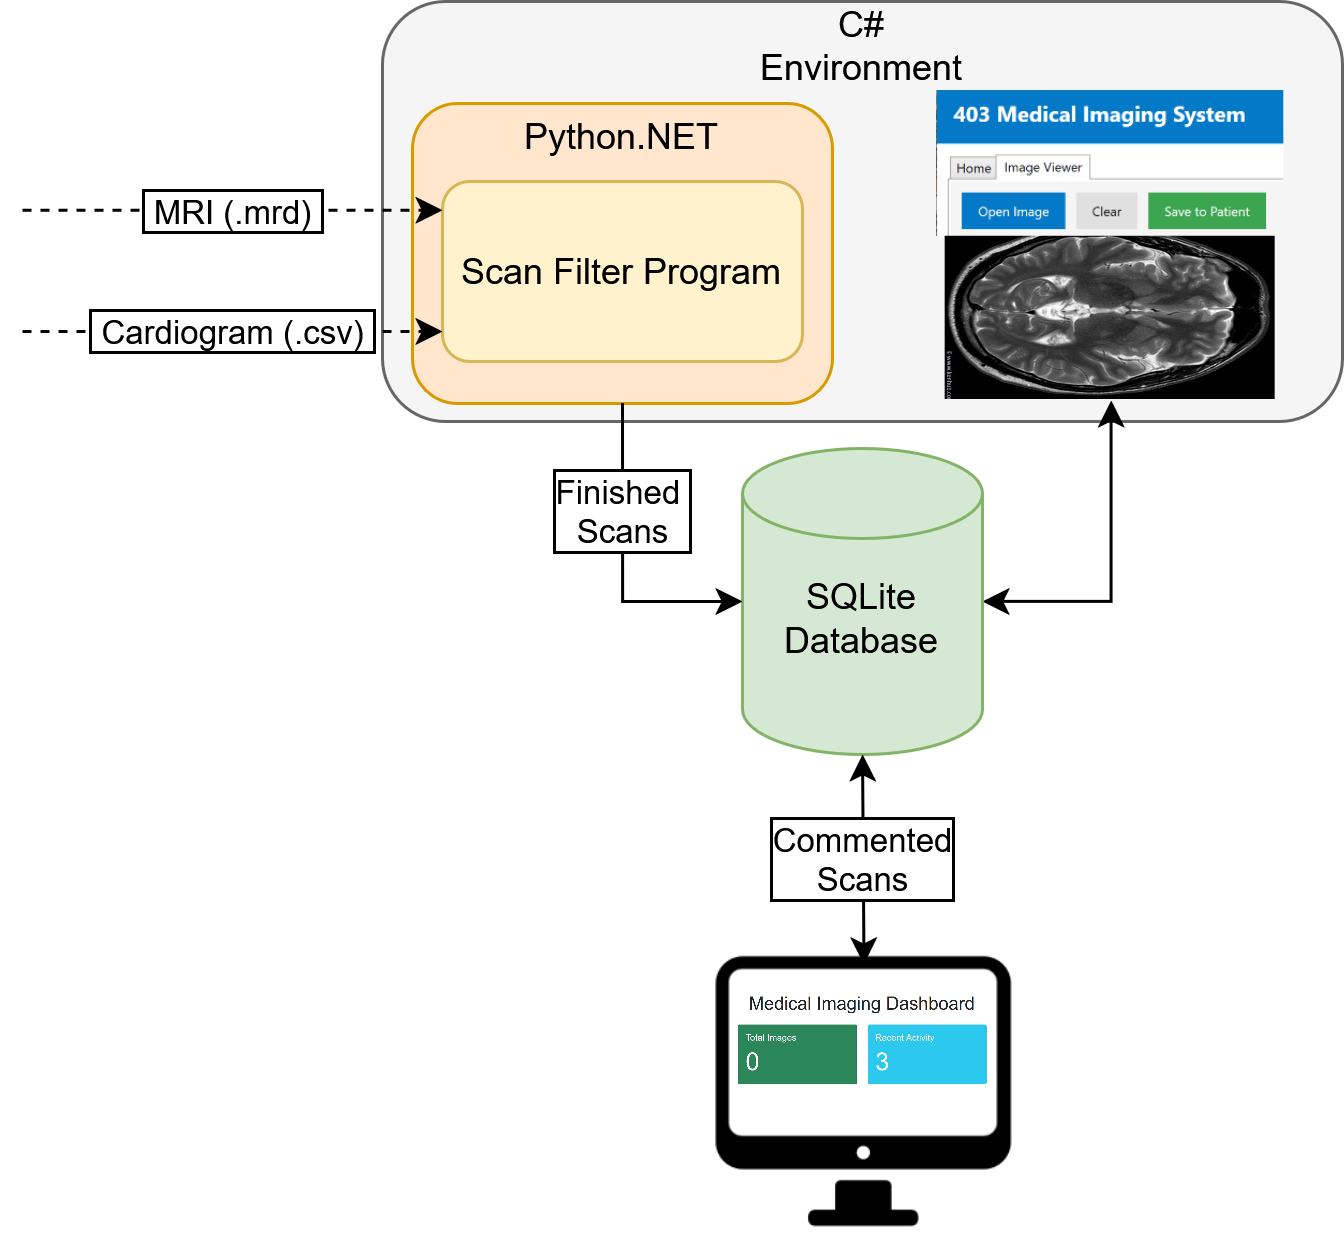 C#
Environment
Python.NET
403 Medical Imaging System
Home
Image Viewer
Open Image
Clear
Save to Patient
MRI (.mrd)
Scan Filter Program
Cardiogram (.csv)
Finished
Scans
SQLite
Database
Commented
Scans
Medical Imaging Dashboard
Total Images
0
Recent Activity
3